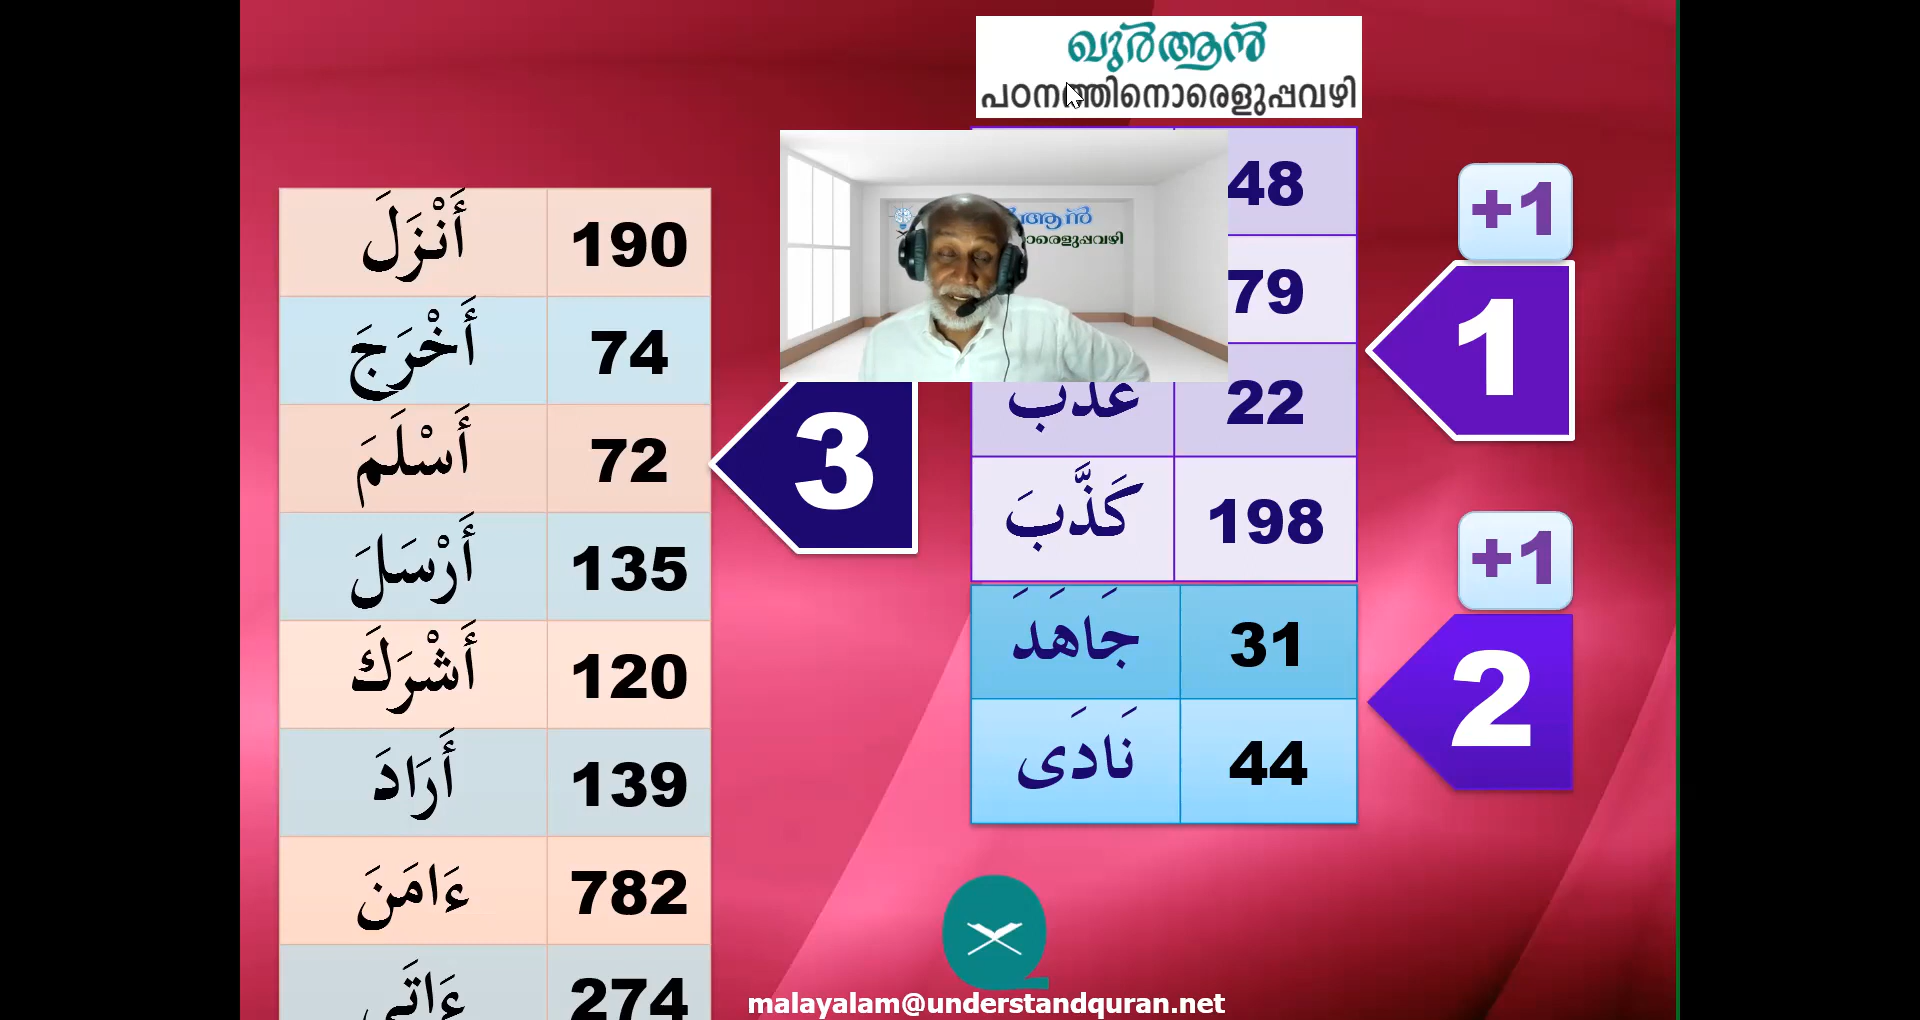 ഖുർആൻ
പഠനത്തിനൊരെളുപ്പവഴി
48
79
عَذَّبَ 22
كَذَّبَ 198
+1
1
جَاهَدَ 31
نَادَى 44
+1
2
أَنْزَلَ 190
أَخْرَجَ 74
أَسْلَمَ 72
أَرْسَلَ 135
أَشْرَكَ 120
أَرَادَ 139
ءَامَنَ 782
ءَاتَى 274
3
malayalam@understandquran.net